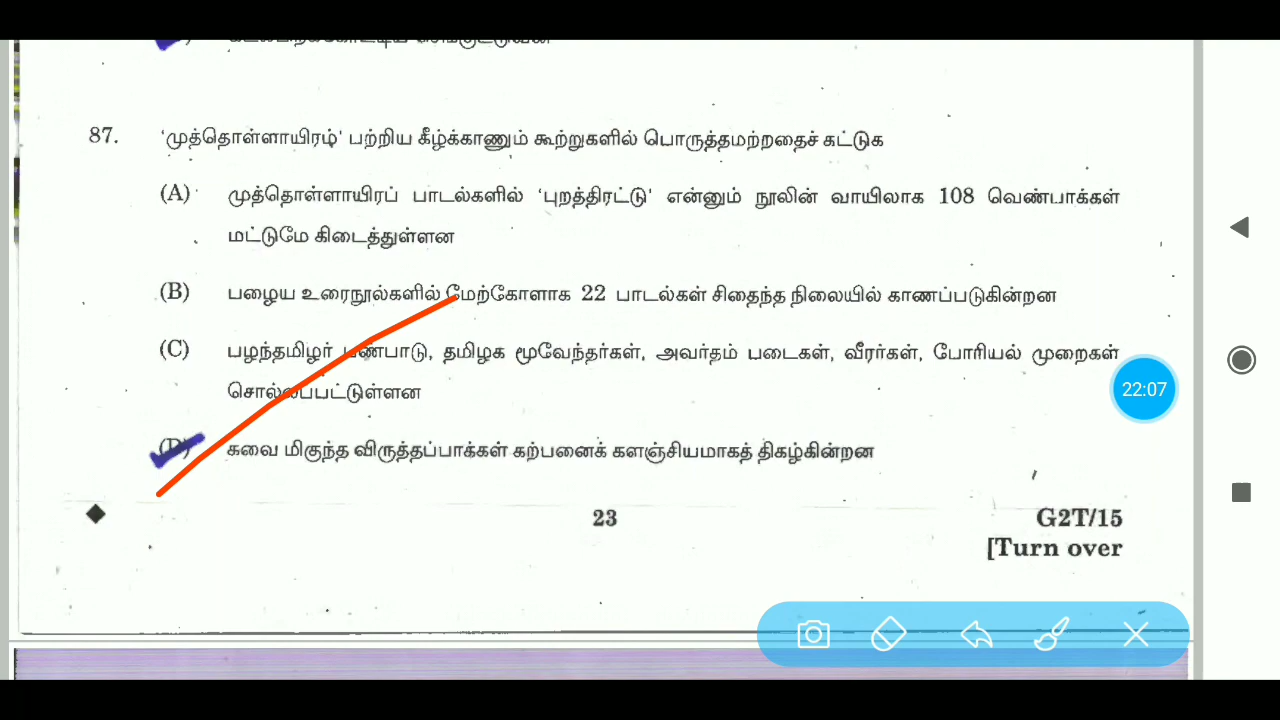 87. 'முத்தொள்ளாயிரம்' பற்றிய கீழ்க்காணும் கூற்றுகளில் பொருத்தமற்றதைச் சுட்டுக
(A) முத்தொள்ளாயிரப் பாடல்களில் 'புறத்திரட்டு' என்னும் நூலின் வாயிலாக 108 வெண்பாக்கள்
மட்டுமே கிடைத்துள்ளன
(B) பழைய உரைநூல்களில் மேற்கோளாக 22 பாடல்கள் சிதைந்த நிலையில் காணப்படுகின்றன
(C) பழந்தமிழர் பண்பாடு, தமிழக மூவேந்தர்கள், அவர்தம் படைகள், வீரர்கள், போரியல் முறைகள்
சொல்லப்பட்டுள்ளன
22:07
(D) சுவை மிகுந்த விருத்தப்பாக்கள் கற்பனைக் களஞ்சியமாகத் திகழ்கின்றன
23
G2T/15
[Turn over